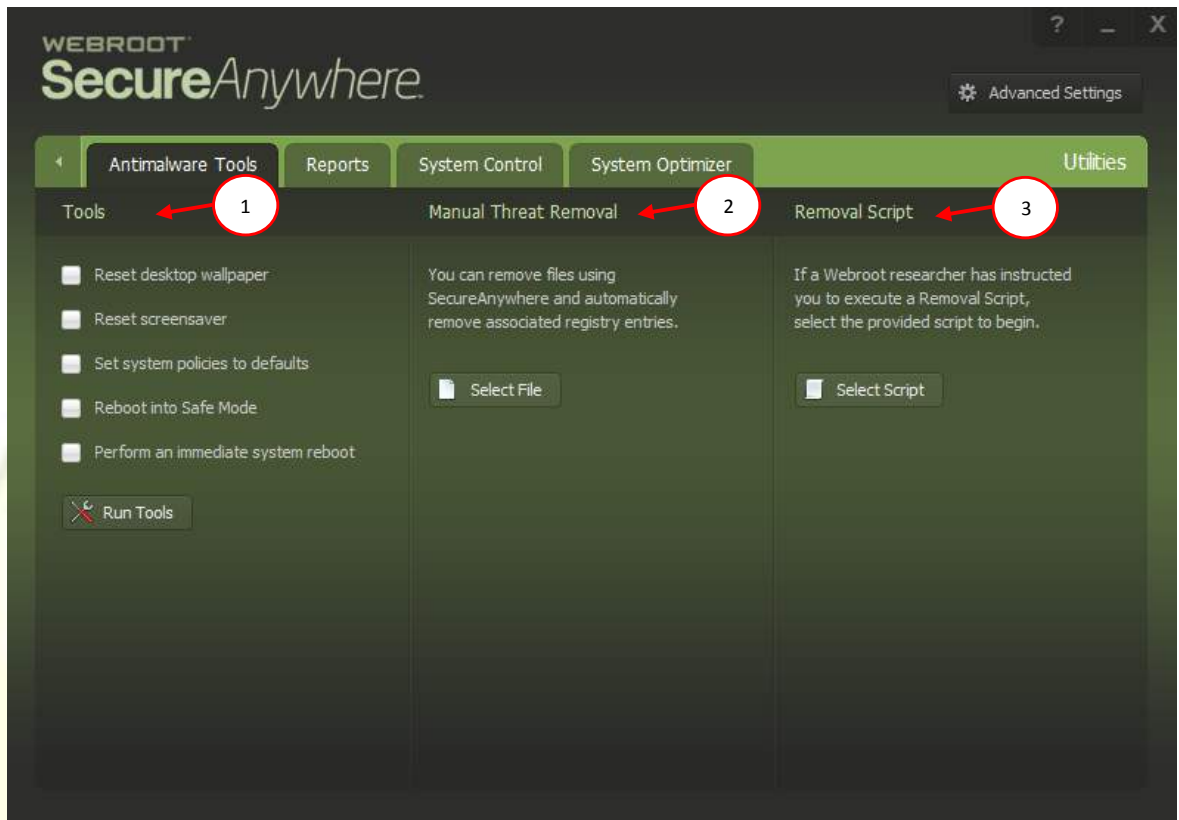 ? _ X
WEBROOT
SecureAnywhere.
Advanced Settings
Antimalware Tools Reports System Control System Optimizer Utilities
Tools 1 Manual Threat Removal 2 Removal Script 3
Reset desktop wallpaper
Reset screensaver
Set system policies to defaults
Reboot into Safe Mode
Perform an immediate system reboot
Run Tools
You can remove files using
SecureAnywhere and automatically
remove associated registry entries.
Select File
If a Webroot researcher has instructed
you to execute a Removal Script,
select the provided script to begin.
Select Script